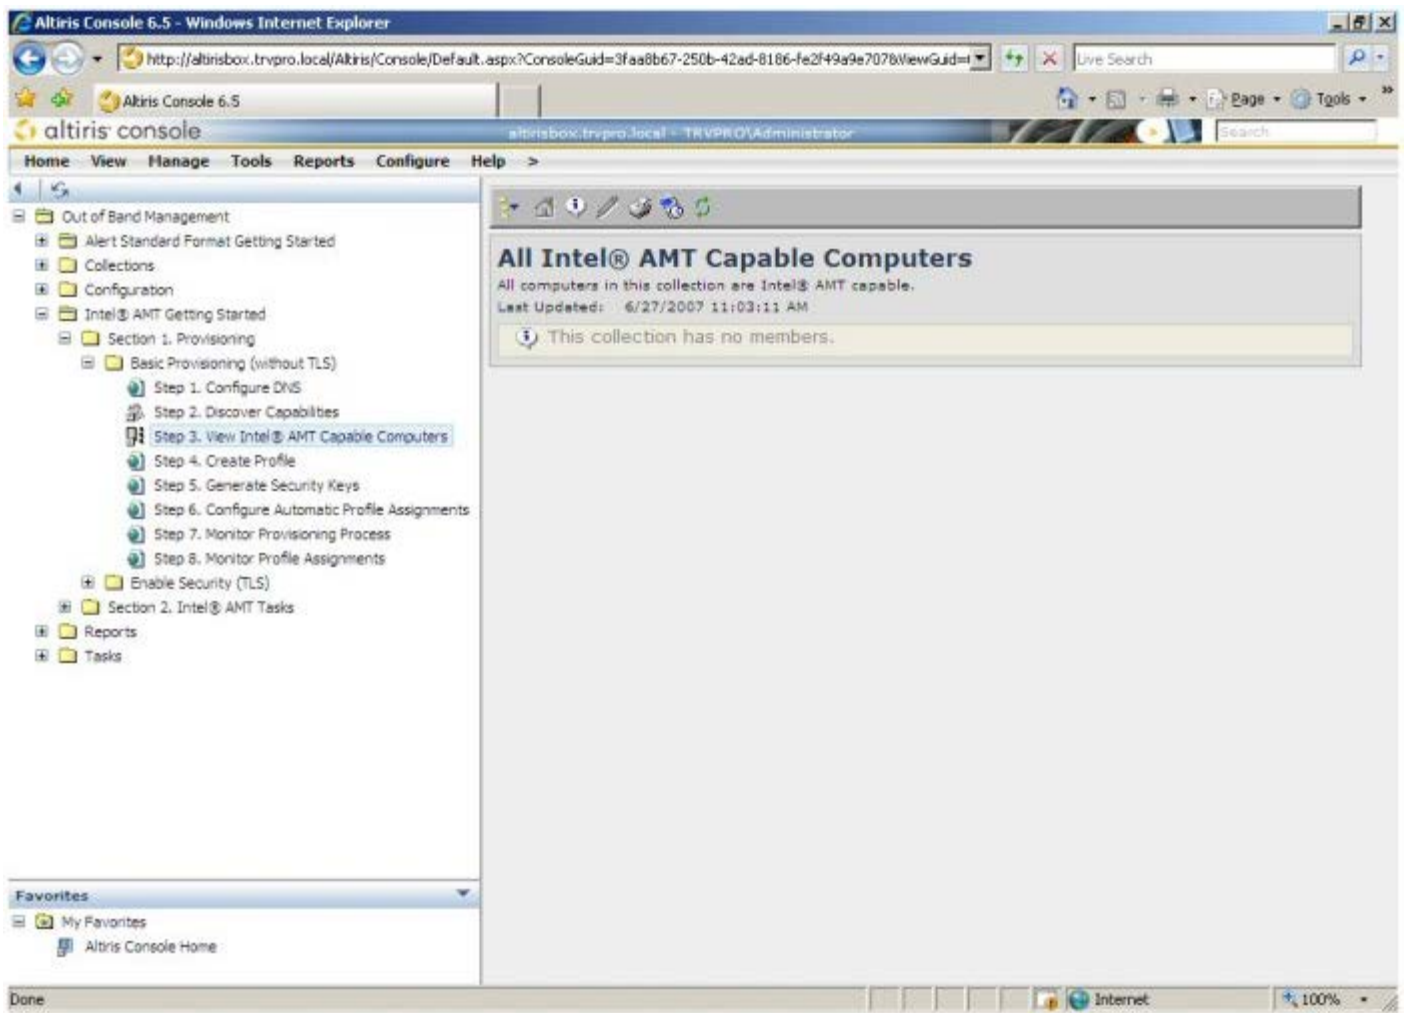 Altiris Console 6.5 - Windows Internet Explorer
http://altirisbox.trvpro.local/Altiris/Console/Default.aspx?ConsoleGuid=3faa8b67-250b-42ad-8186-fe2f49a9e707&ViewGuid=
Live Search
Altiris Console 6.5
Page
Tools
altiris console
altirisbox.trvpro.local - TRVPRO\Administrator
Search
Home View Manage Tools Reports Configure Help >
Out of Band Management
Alert Standard Format Getting Started
Collections
Configuration
Intel® AMT Getting Started
Section 1. Provisioning
Basic Provisioning (without TLS)
Step 1. Configure DNS
Step 2. Discover Capabilities
Step 3. View Intel® AMT Capable Computers
Step 4. Create Profile
Step 5. Generate Security Keys
Step 6. Configure Automatic Profile Assignments
Step 7. Monitor Provisioning Process
Step 8. Monitor Profile Assignments
Enable Security (TLS)
Section 2. Intel® AMT Tasks
Reports
Tasks
All Intel® AMT Capable Computers
All computers in this collection are Intel® AMT capable.
Last Updated: 6/27/2007 11:03:11 AM
This collection has no members.
Favorites
My Favorites
Altiris Console Home
Done
Internet
100%